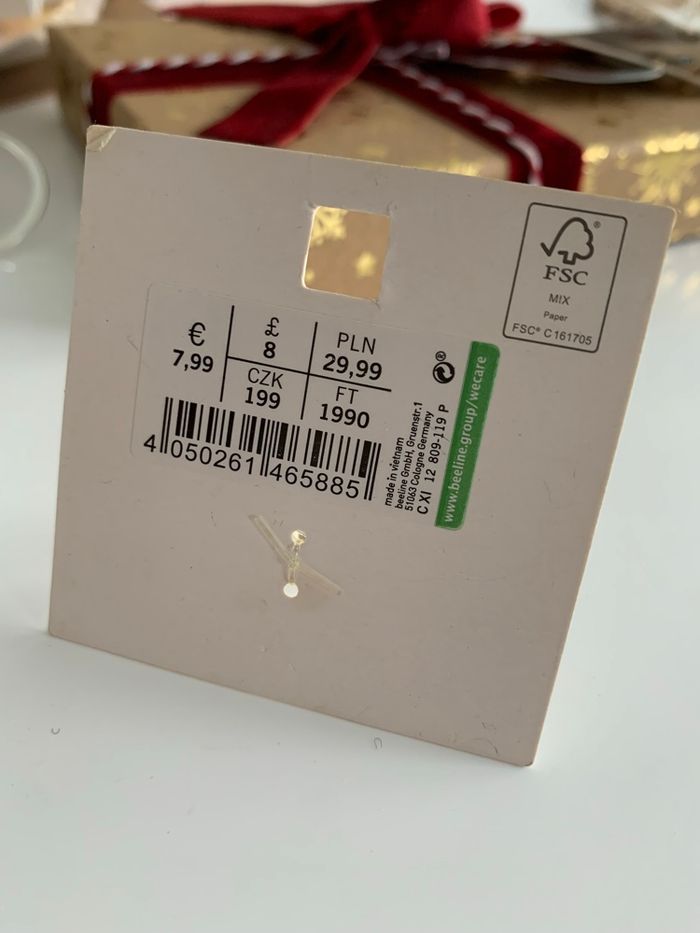 ®
FSC
MIX
Paper
FSC® C161705
€
7,99
£
8
PLN
29,99
CZK
199
FT
1990
4 050261 465885
made in vietnam
beeline GmbH, Gruenstr.1
51063 Cologne Germany
C XI 12 809-119 P
®
www.beeline.group/wecare